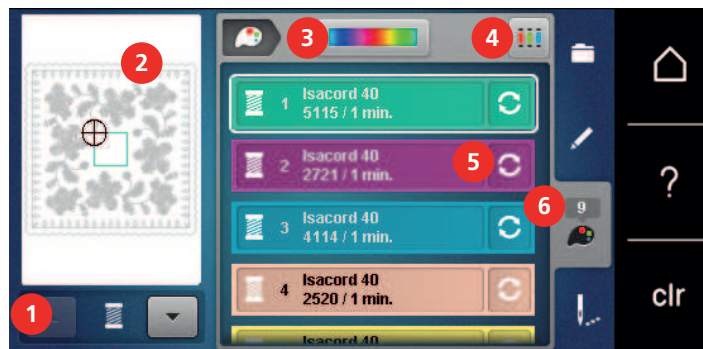 2
3
4
1 Isacord 40
5115 / 1 min.
2 Isacord 40
2721 / 1 min.
5
3 Isacord 40
4114 / 1 min.
6
9
4 Isacord 40
2520 / 1 min.
Isacord 40
1
?
clr